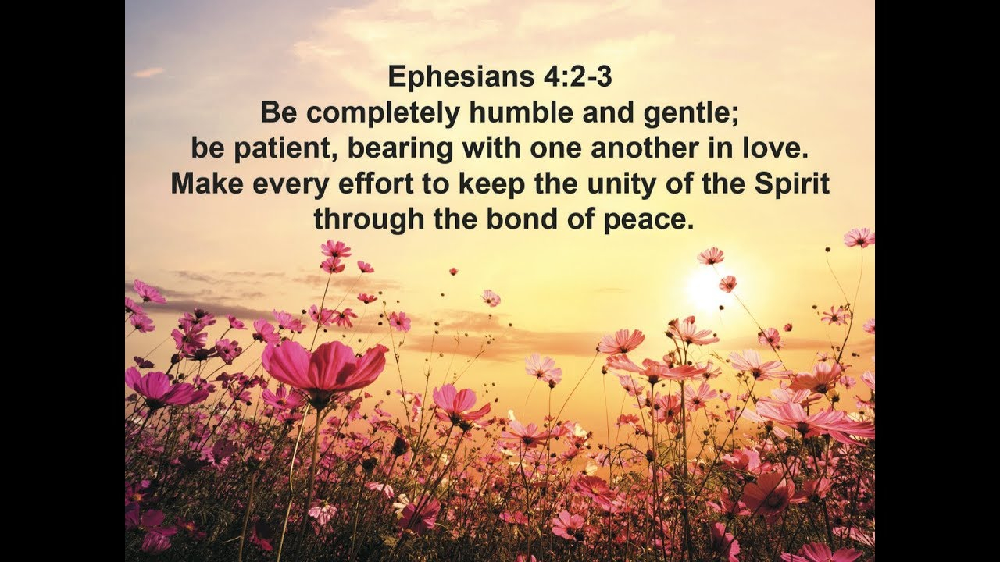 Ephesians 4:2-3
Be completely humble and gentle;
be patient, bearing with one another in love.
Make every effort to keep the unity of the Spirit
through the bond of peace.